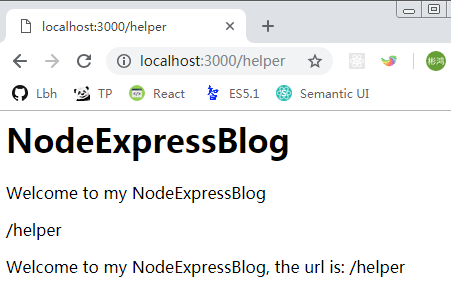 localhost:3000/helper
localhost:3000/helper
彬鸿
Lbh TP React ES5.1 Semantic UI
NodeExpressBlog
Welcome to my NodeExpressBlog
/helper
Welcome to my NodeExpressBlog, the url is: /helper